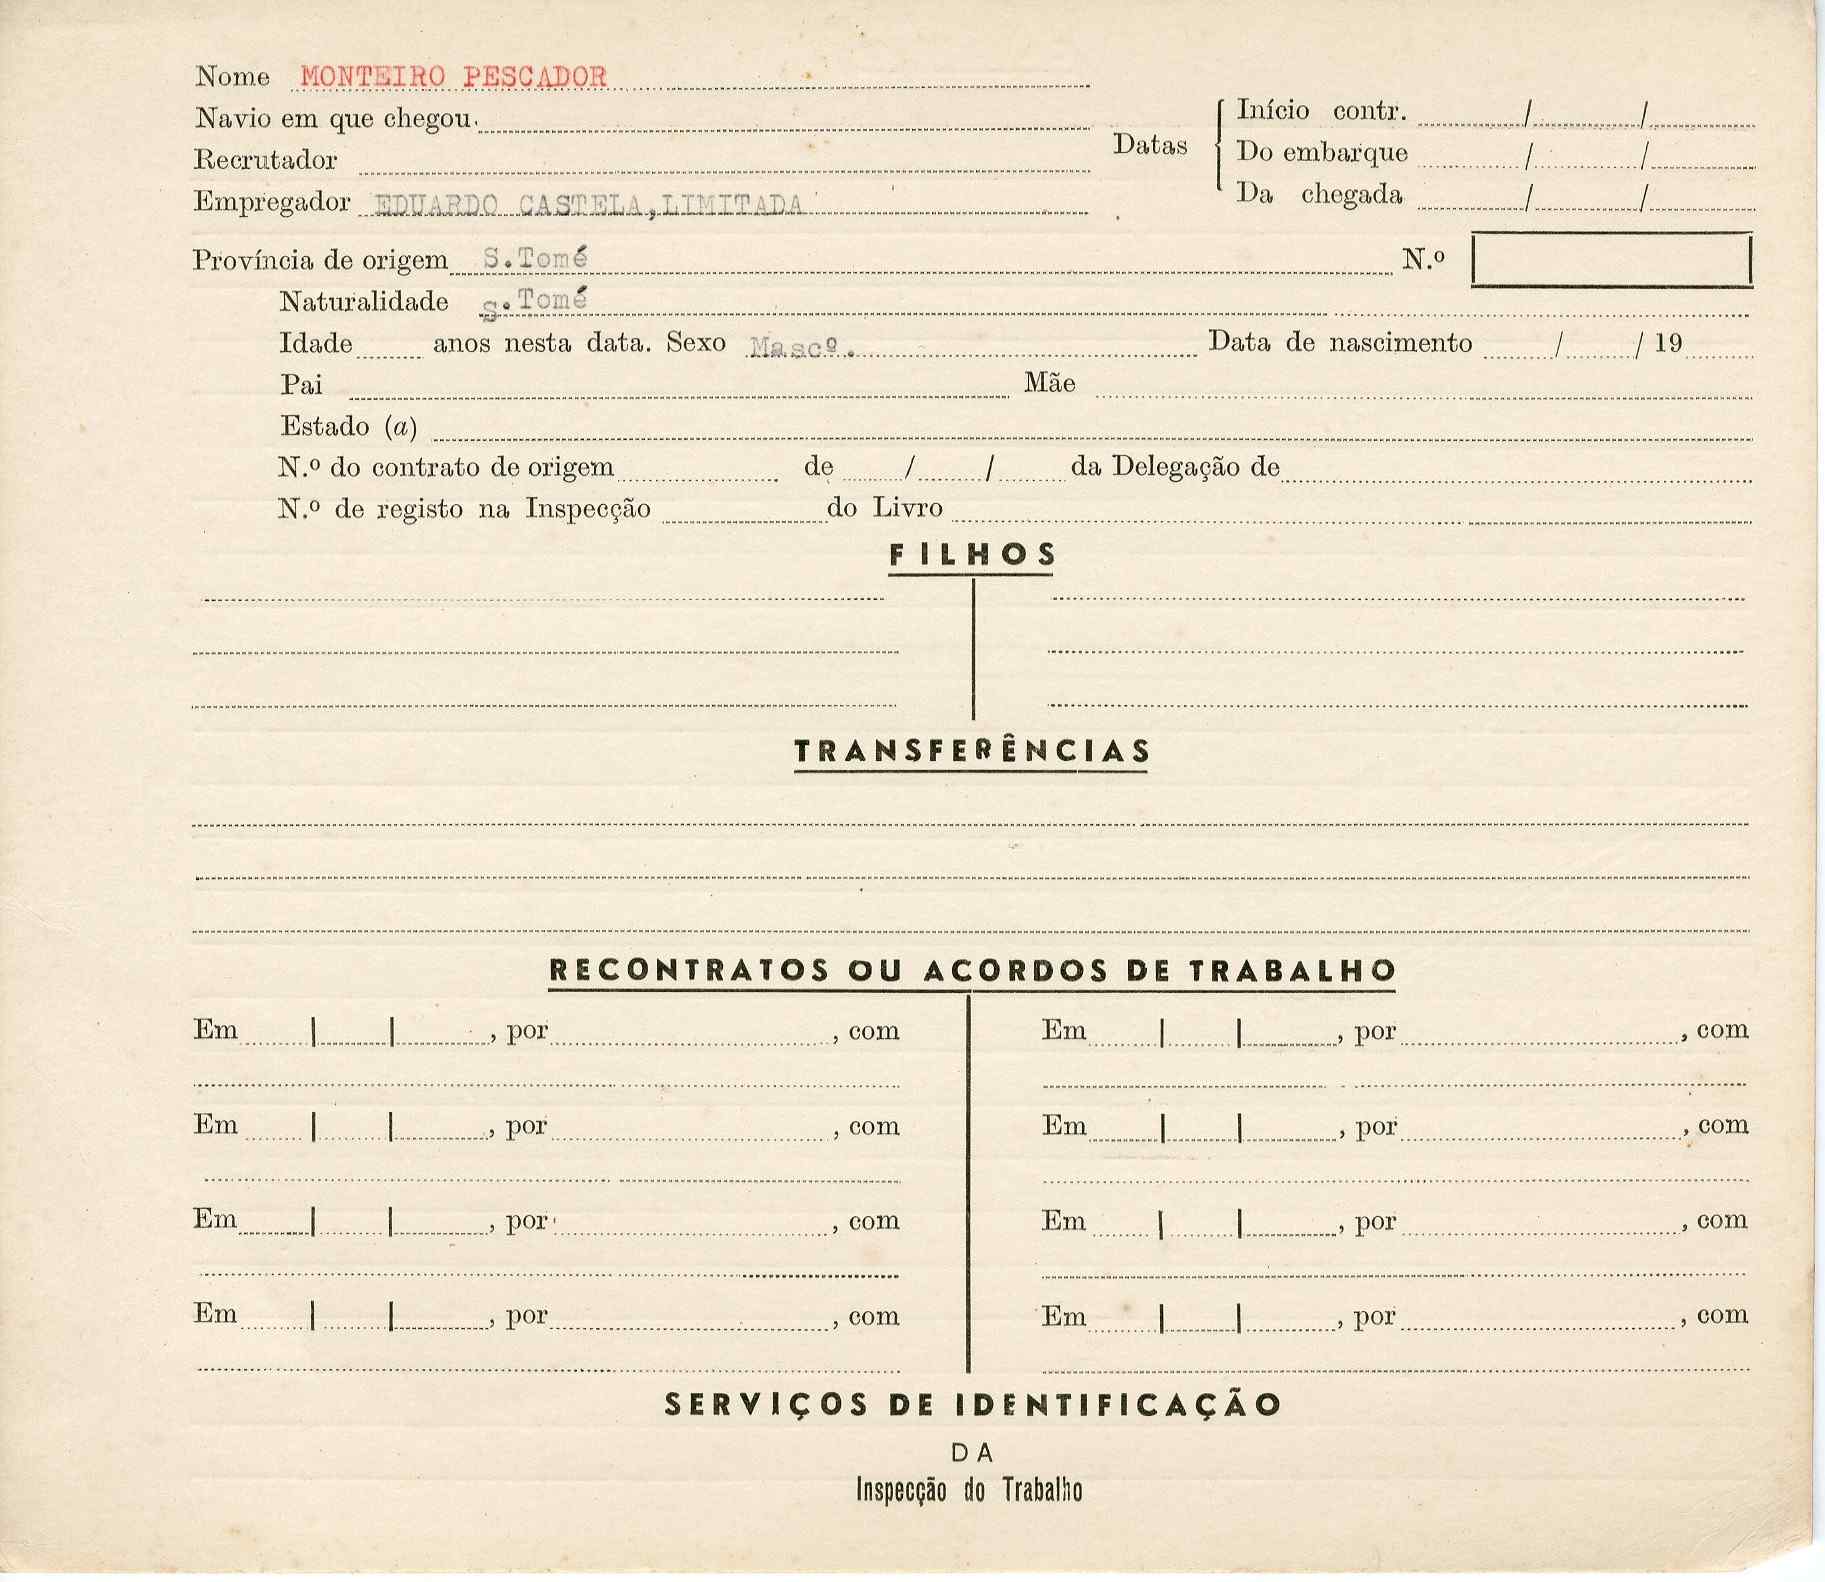 Nome MONTEIRO PESCADOR
Navio em que chegou
Recrutador
Empregador EDUARDO CASTELA, LIMITADA
Datas
Início contr. / /
Do embarque / /
Da chegada / /
Província de origem S. Tomé N.º
Naturalidade S. Tomé
Idade anos nesta data. Sexo Mascº. Data de nascimento / / 19
Pai Mãe
Estado (a)
N.º do contrato de origem de / / da Delegação de
N.º de registo na Inspecção do Livro
FILHOS
TRANSFERÊNCIAS
RECONTRATOS OU ACORDOS DE TRABALHO
Em | | , por , com Em | | , por , com
Em | | , por , com Em | | , por , com
Em | | , por , com Em | | , por , com
Em | | , por , com Em | | , por , com
SERVIÇOS DE IDENTIFICAÇÃO
DA
Inspecção do Trabalho